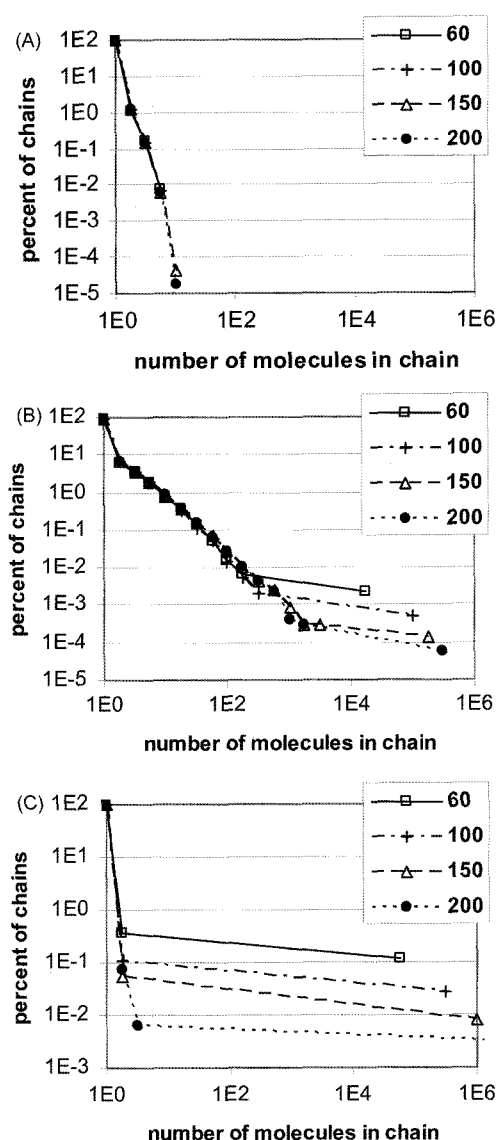 (A)
60
100
150
200
1E2
1E1
1E0
1E-1
1E-2
1E-3
1E-4
1E-5
percent of chains
1E0 1E2 1E4 1E6
number of molecules in chain
(B)
60
100
150
200
1E2
1E1
1E0
1E-1
1E-2
1E-3
1E-4
1E-5
percent of chains
1E0 1E2 1E4 1E6
number of molecules in chain
(C)
60
100
150
200
1E2
1E1
1E0
1E-1
1E-2
1E-3
percent of chains
1E0 1E2 1E4 1E6
number of molecules in chain